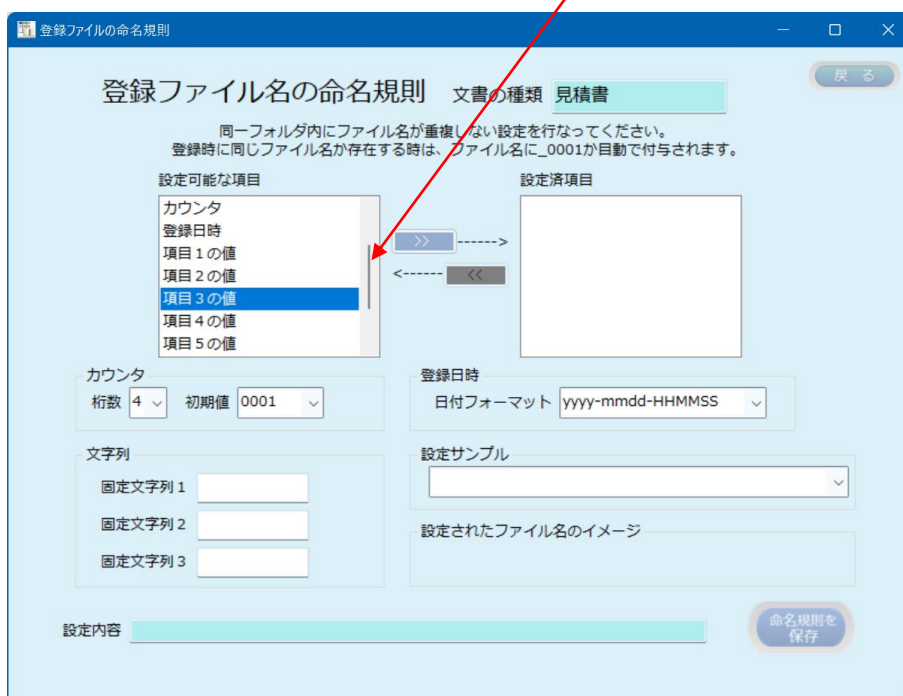 登録ファイルの命名規則
戻る
登録ファイル名の命名規則 文書の種類 見積書
同一フォルダ内にファイル名が重複しない設定を行なってください。
登録時に同じファイル名が存在する時は、ファイル名に_0001が自動で付与されます。
設定可能な項目 設定済項目
カウンタ
登録日時
項目1の値
項目2の値
項目3の値
項目4の値
項目5の値
>> ------>
<------ <<
カウンタ
桁数 4 初期値 0001
登録日時
日付フォーマット yyyy-mmdd-HHMMSS
文字列
固定文字列1
固定文字列2
固定文字列3
設定サンプル
設定されたファイル名のイメージ
設定内容
命名規則を
保存